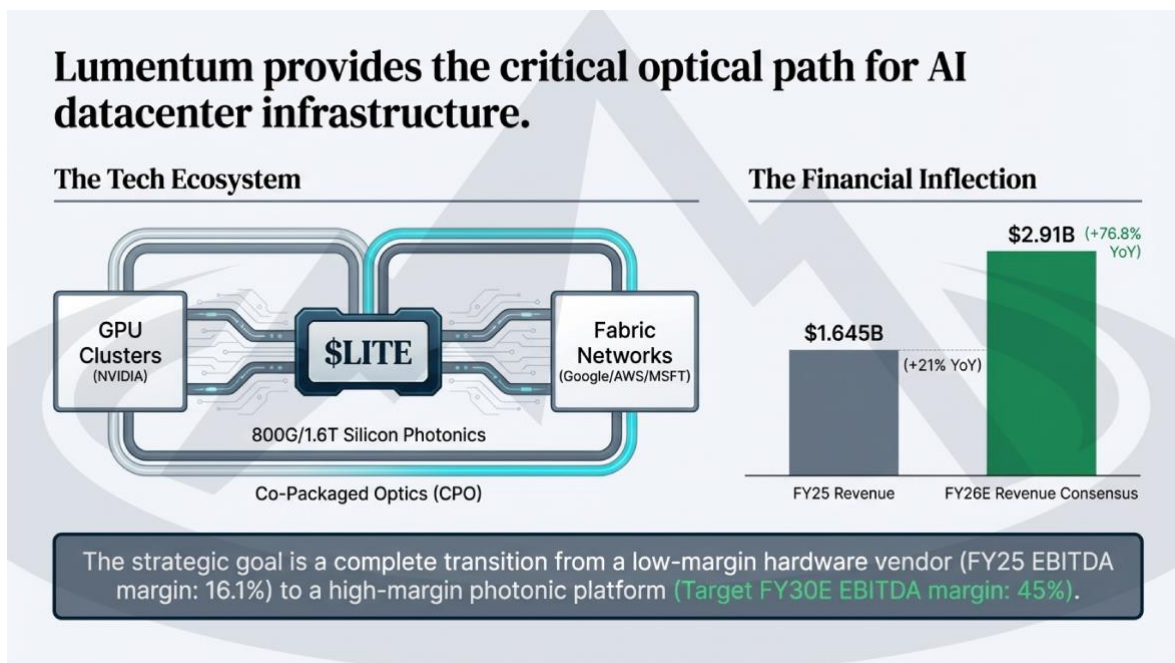 Lumentum provides the critical optical path for AI
datacenter infrastructure.
The Tech Ecosystem
GPU
Clusters
(NVIDIA)
$LITE
Fabric
Networks
(Google/AWS/MSFT)
800G/1.6T Silicon Photonics
Co-Packaged Optics (CPO)
The Financial Inflection
$1.645B
(+21% YoY)
$2.91B (+76.8%
YoY)
FY25 Revenue
FY26E Revenue Consensus
The strategic goal is a complete transition from a low-margin hardware vendor (FY25 EBITDA
margin: 16.1%) to a high-margin photonic platform (Target FY30E EBITDA margin: 45%).